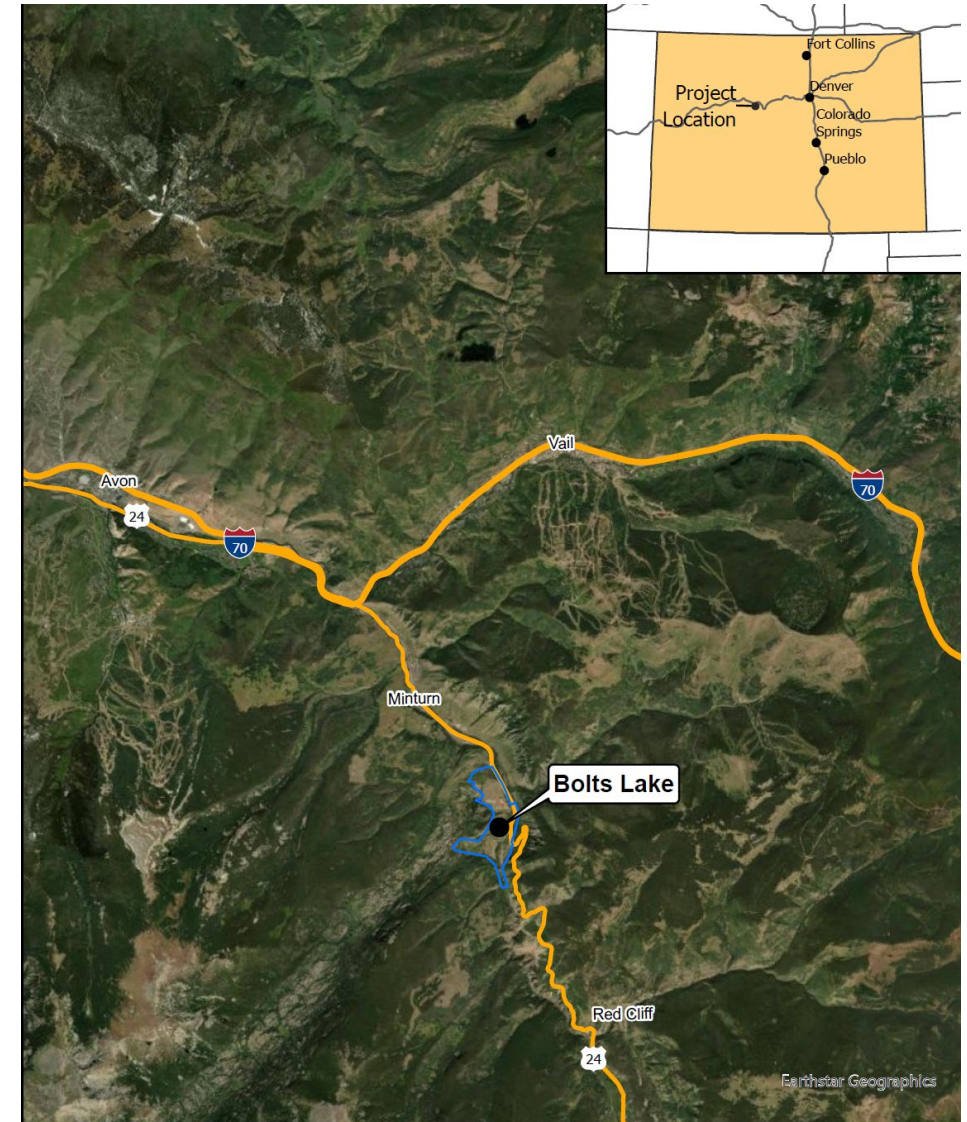 Fort Collins
Denver
Project
Location
Colorado
Springs
Pueblo
Vail
Avon
24
70
70
Minturn
Bolts Lake
Red Cliff
24
Earthstar Geographics